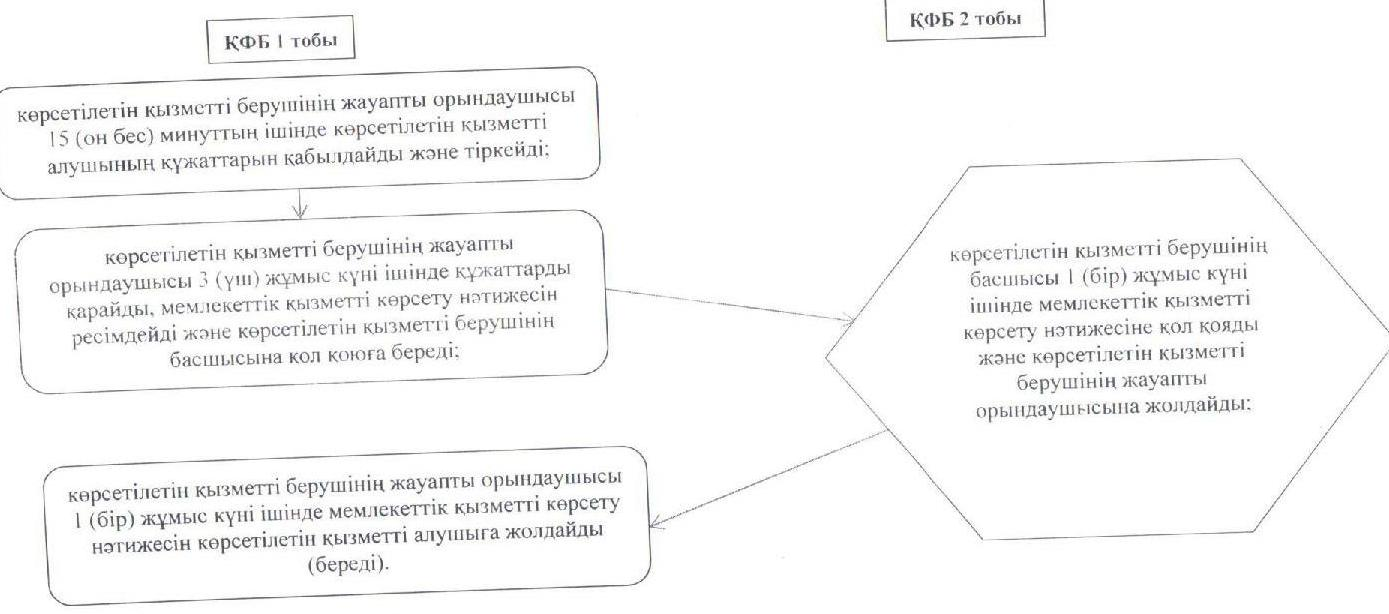 ҚФБ 1 тобы
ҚФБ 2 тобы
көрсетілетін қызметті берушінің жауапты орындаушысы
15 (он бес) минуттың ішінде көрсетілетін қызметті
алушының құжаттарын қабылдайды және тіркейді;
көрсетілетін қызметті берушінің жауапты
орындаушысы 3 (үш) жұмыс күні ішінде құжаттарды
қарайды, мемлекеттік қызметті көрсету нәтижесін
ресімдейді және көрсетілетін қызметті берушінің
басшысына қол қоюға береді;
көрсетілетін қызметті берушінің
басшысы 1 (бір) жұмыс күні
ішінде мемлекеттік қызметті
көрсету нәтижесіне қол қояды
және көрсетілетін қызметті
берушінің жауапты
орындаушысына жолдайды;
көрсетілетін қызметті берушінің жауапты орындаушысы
1 (бір) жұмыс күні ішінде мемлекеттік қызметті көрсету
нәтижесін көрсетілетін қызметті алушыға жолдайды
(береді).